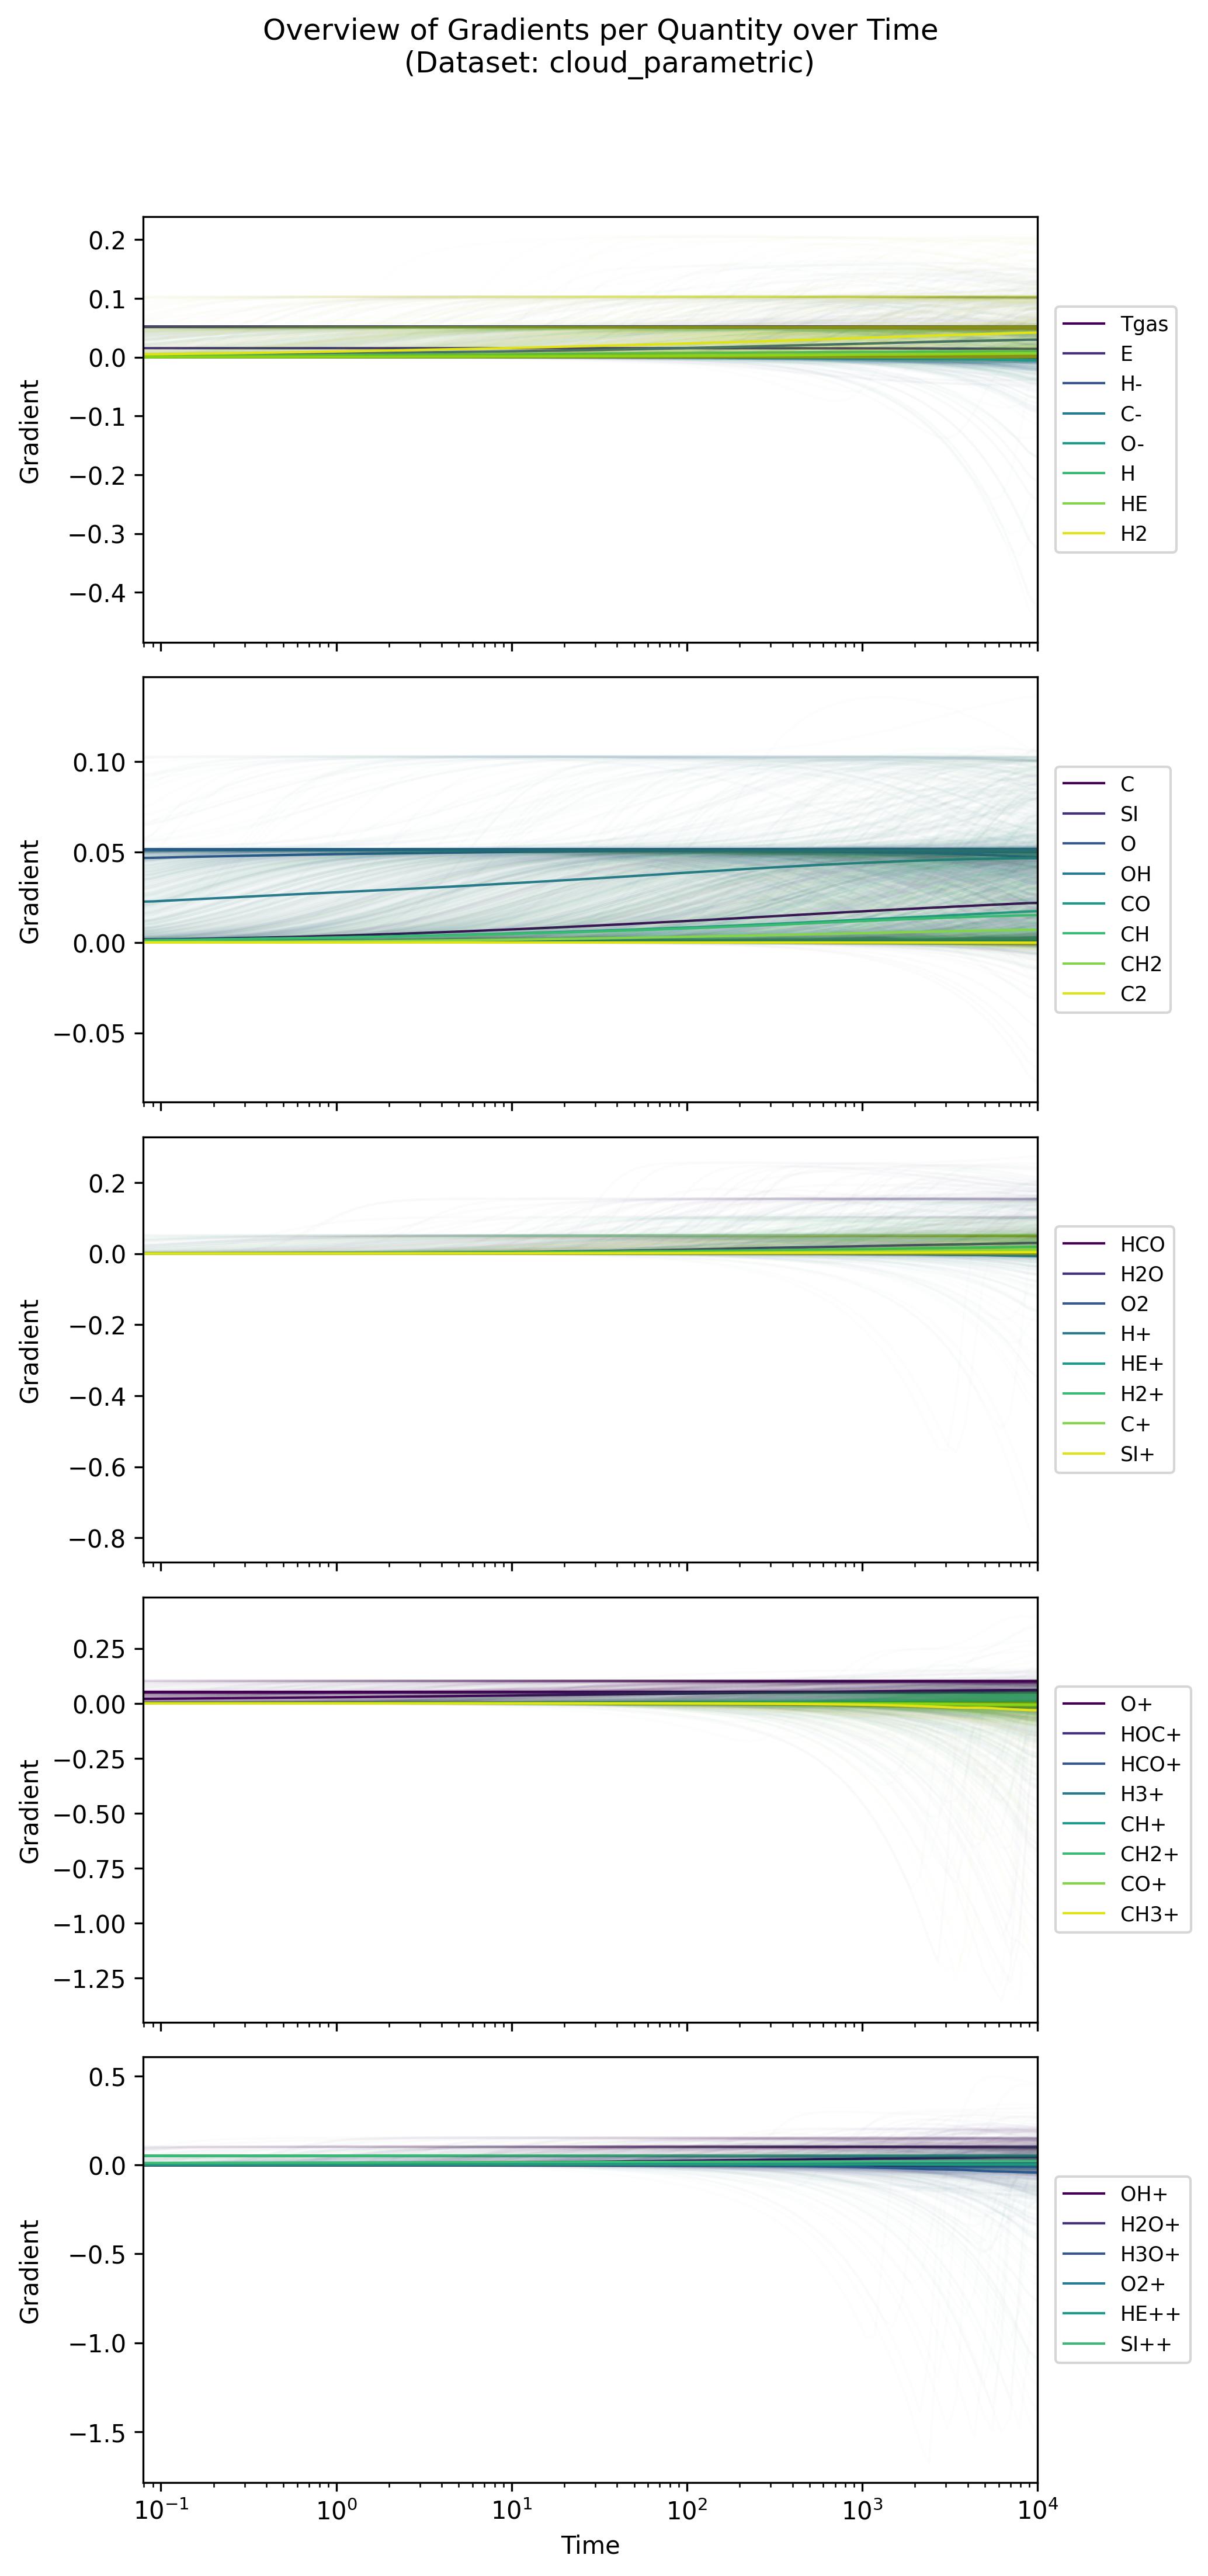 Overview of Gradients per Quantity over Time
(Dataset: cloud_parametric)
0.2
0.1
0.0
−0.1
−0.2
−0.3
−0.4
Gradient
Tgas
E
H-
C-
O-
H
HE
H2
0.10
0.05
0.00
−0.05
Gradient
C
SI
O
OH
CO
CH
CH2
C2
0.2
0.0
−0.2
−0.4
−0.6
−0.8
Gradient
HCO
H2O
O2
H+
HE+
H2+
C+
SI+
0.25
0.00
−0.25
−0.50
−0.75
−1.00
−1.25
Gradient
O+
HOC+
HCO+
H3+
CH+
CH2+
CO+
CH3+
0.5
0.0
−0.5
−1.0
−1.5
Gradient
OH+
H2O+
H3O+
O2+
HE++
SI++
10⁻¹ 10⁰ 10¹ 10² 10³ 10⁴
Time